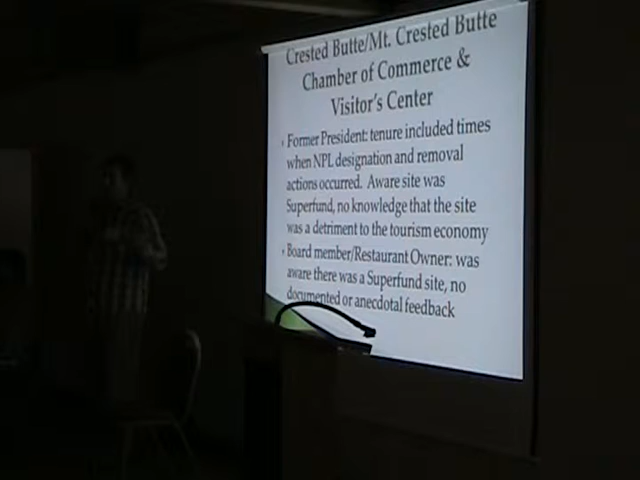 Crested Butte/Mt. Crested Butte
Chamber of Commerce &
Visitor's Center
Former President: tenure included times
when NPL designation and removal
actions occurred. Aware site was
Superfund, no knowledge that the site
was a detriment to the tourism economy
Board member/Restaurant Owner: was
aware there was a Superfund site, no
documented or anecdotal feedback